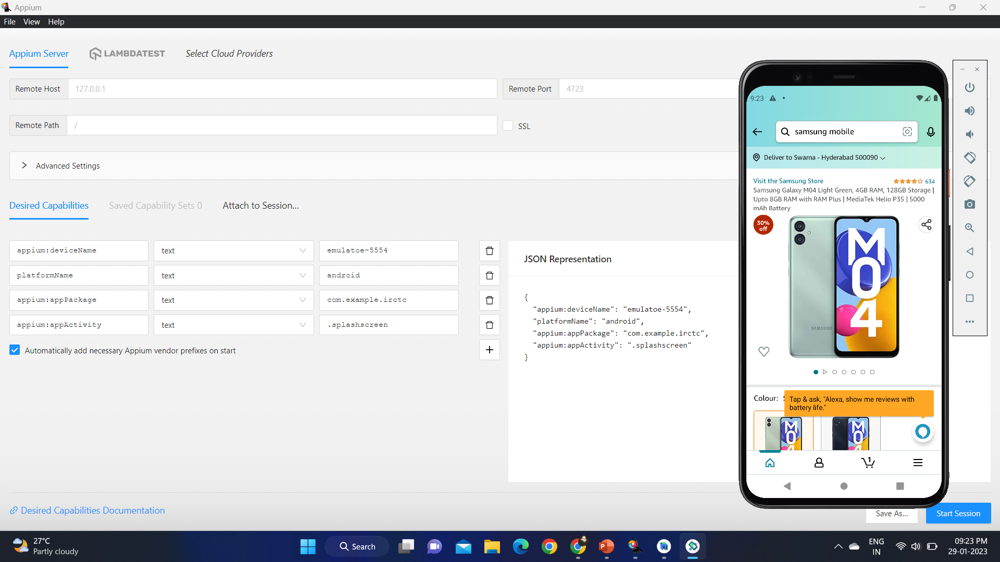 Appium
File View Help
Appium Server LAMBDATEST Select Cloud Providers
Remote Host 127.0.0.1 Remote Port 4723
Remote Path / SSL
Advanced Settings
Desired Capabilities Saved Capability Sets 0 Attach to Session...
appium:deviceName text emulatoe-5554
platformName text android
appium:appPackage text com.example.irctc
appium:appActivity text .splashscreen
Automatically add necessary Appium vendor prefixes on start
JSON Representation
{
"appium:deviceName": "emulatoe-5554",
"platformName": "android",
"appium:appPackage": "com.example.irctc",
"appium:appActivity": ".splashscreen"
}
9:23
samsung mobile
Deliver to Swarna - Hyderabad 500090
Visit the Samsung Store 634
Samsung Galaxy M04 Light Green, 4GB RAM, 128GB Storage |
Upto 8GB RAM with RAM Plus | MediaTek Helio P35 | 5000
mAh Battery
30%
off
M
0
4
SAMSUNG
Colour:
Tap & ask, "Alexa, show me reviews with
battery life."
M
0
4
M
0
4
1
Desired Capabilities Documentation
Save As... Start Session
27°C
Partly cloudy
Search
ENG
IN
09:23 PM
29-01-2023